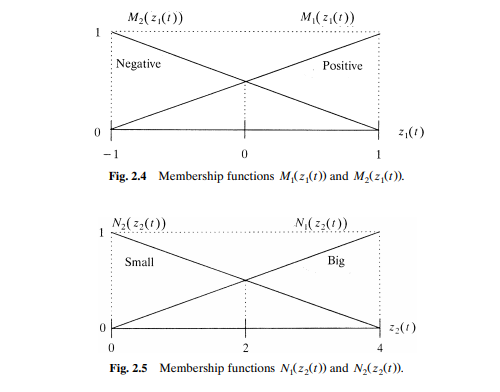 M₂(z₁(t)) M₁(z₁(t))
1
Negative Positive
0 z₁(t)
−1 0 1
Fig. 2.4 Membership functions M₁(z₁(t)) and M₂(z₁(t)).
N₂(z₂(t)) N₁(z₂(t))
1
Small Big
0 z₂(t)
0 2 4
Fig. 2.5 Membership functions N₁(z₂(t)) and N₂(z₂(t)).